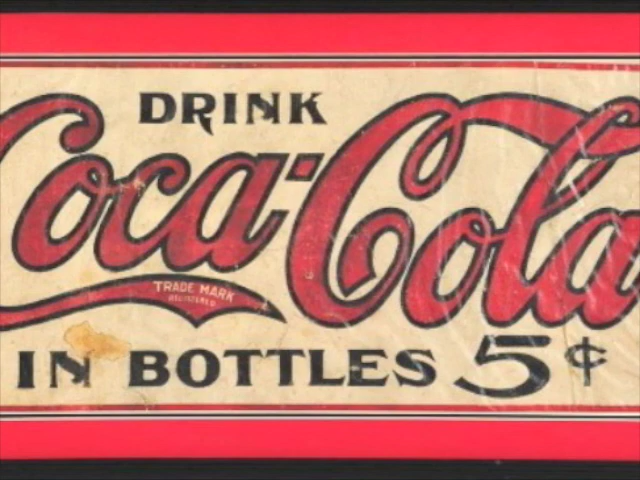 DRINK
Coca-Cola
TRADE MARK
REGISTERED
IN BOTTLES 5¢